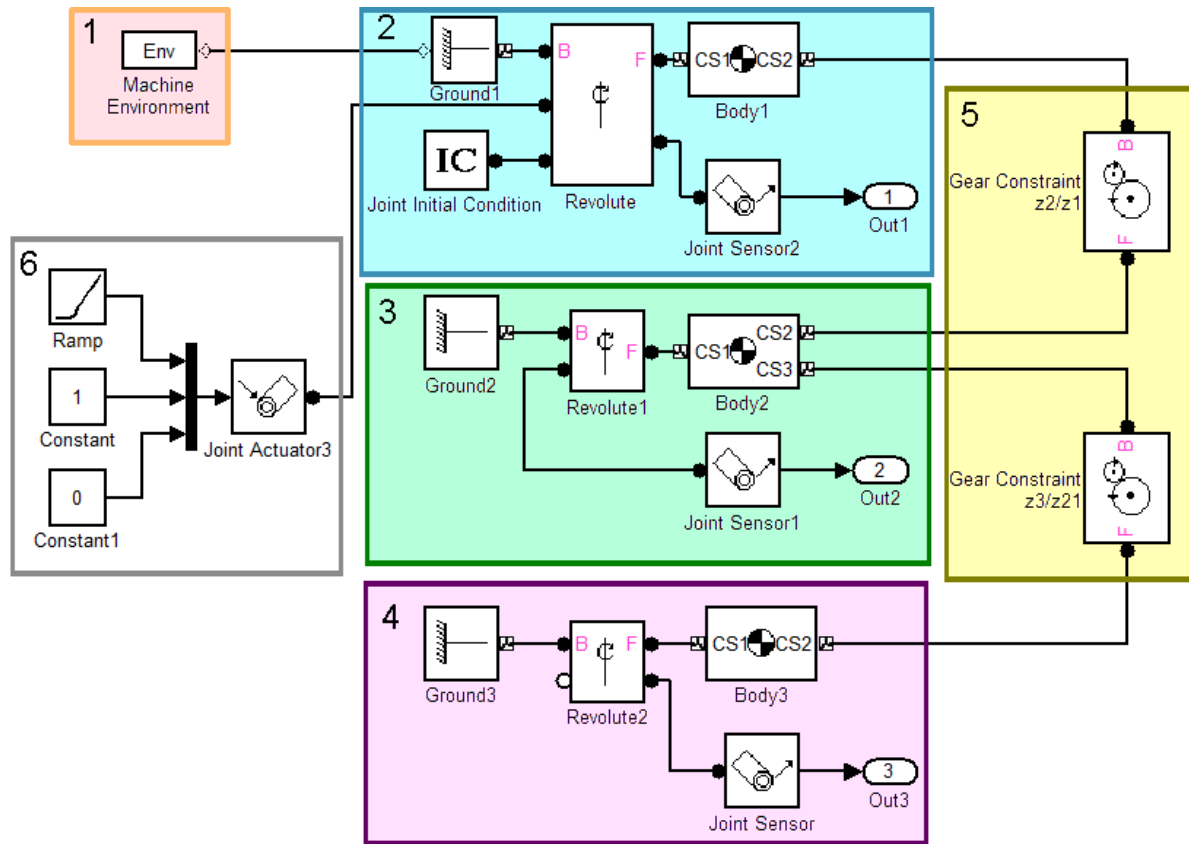 1
Env
Machine
Environment
2
Ground1
B
F
CS1 CS2
Body1
IC
Joint Initial Condition
Revolute
Joint Sensor2
1
Out1
5
B
Gear Constraint
z2/z1
F
6
Ramp
1
Constant
0
Constant1
Joint Actuator3
3
Ground2
B
F
Revolute1
CS1
CS2
CS3
Body2
Joint Sensor1
2
Out2
B
Gear Constraint
z3/z21
F
4
Ground3
B F
Revolute2
CS1 CS2
Body3
Joint Sensor
3
Out3